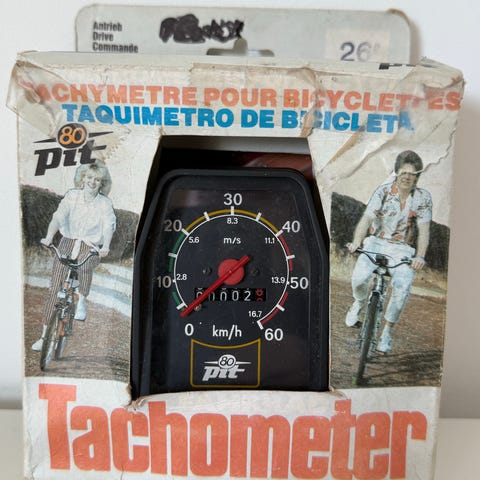 Antrieb
Drive
Commande
26"
TACHYMETRE POUR BICYCLETTES
TAQUIMETRO DE BICICLETA
80
pit
30
20
8.3
40
5.6
m/s
11.1
10
2.8
13.9
00002
16.7
0
km/h
60
80
pit
Tachometer